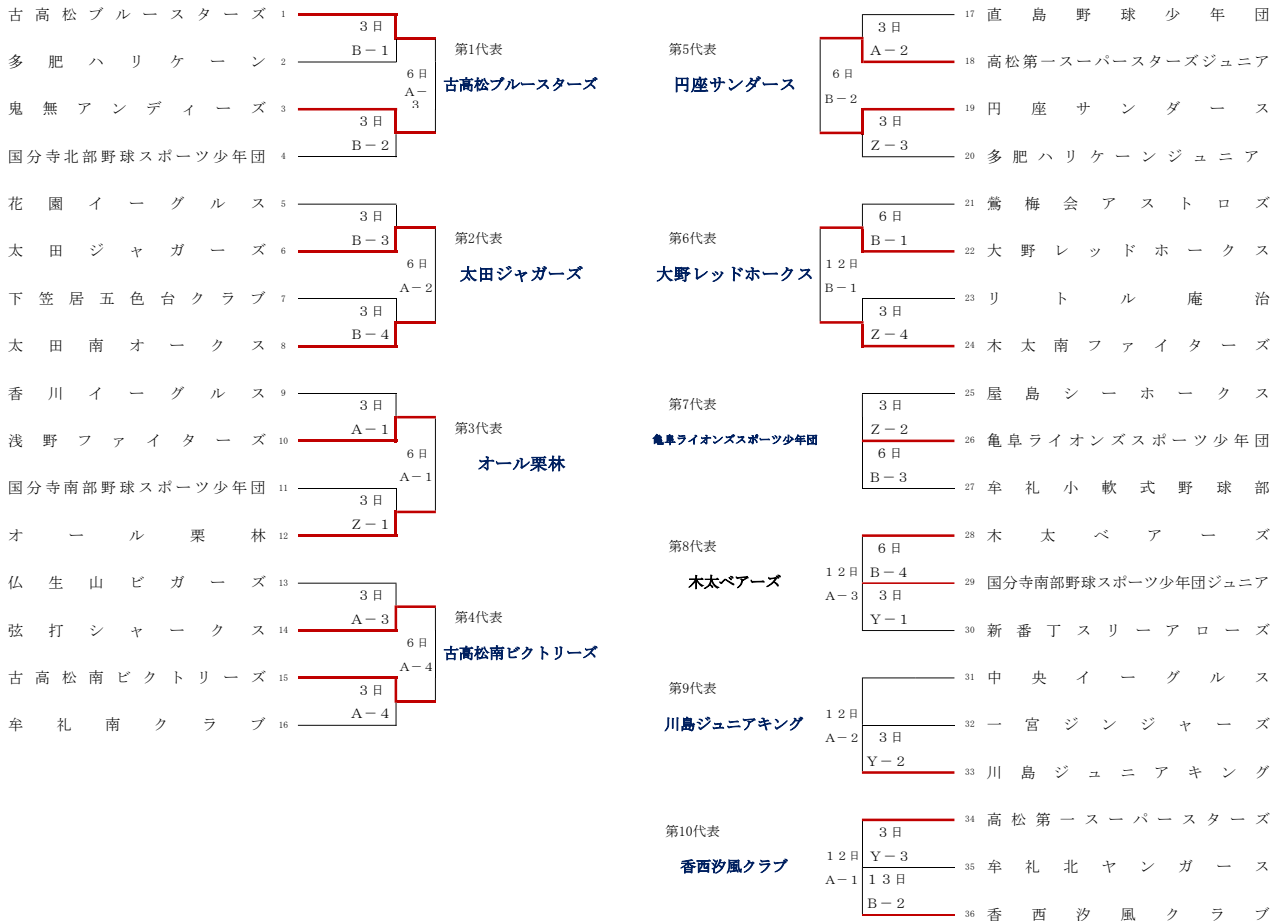 古高松ブルースターズ 1
3日
B－1
多肥ハリケーン 2
6日
A－3
第1代表
古高松ブルースターズ
鬼無アンディーズ 3
3日
B－2
国分寺北部野球スポーツ少年団 4
花園イーグルス 5
3日
B－3
太田ジャガーズ 6
6日
A－2
第2代表
太田ジャガーズ
下笠居五色台クラブ 7
3日
B－4
太田南オークス 8
香川イーグルス 9
3日
A－1
浅野ファイターズ 10
6日
A－1
第3代表
オール栗林
国分寺南部野球スポーツ少年団 11
3日
Z－1
オール栗林 12
仏生山ビガーズ 13
3日
A－3
弦打シャークス 14
6日
A－4
第4代表
古高松南ビクトリーズ
古高松南ビクトリーズ 15
3日
A－4
牟礼南クラブ 16
第5代表
円座サンダース
6日
B－2
17 直島野球少年団
3日
A－2
18 高松第一スーパースターズジュニア
19 円座サンダース
3日
Z－3
20 多肥ハリケーンジュニア
第6代表
大野レッドホークス
12日
B－1
21 鶯梅会アストロズ
6日
B－1
22 大野レッドホークス
23 リトル庵治
3日
Z－4
24 木太南ファイターズ
第7代表
亀阜ライオンズスポーツ少年団
25 屋島シーホークス
3日
Z－2
26 亀阜ライオンズスポーツ少年団
6日
B－3
27 牟礼小軟式野球部
第8代表
木太ベアーズ
12日
A－3
28 木太ベアーズ
6日
B－4
29 国分寺南部野球スポーツ少年団ジュニア
3日
Y－1
30 新番丁スリーアローズ
第9代表
川島ジュニアキング
12日
A－2
31 中央イーグルス
32 一宮ジンジャーズ
3日
Y－2
33 川島ジュニアキング
第10代表
香西汐風クラブ
12日
A－1
34 高松第一スーパースターズ
3日
Y－3
35 牟礼北ヤンガース
13日
B－2
36 香西汐風クラブ